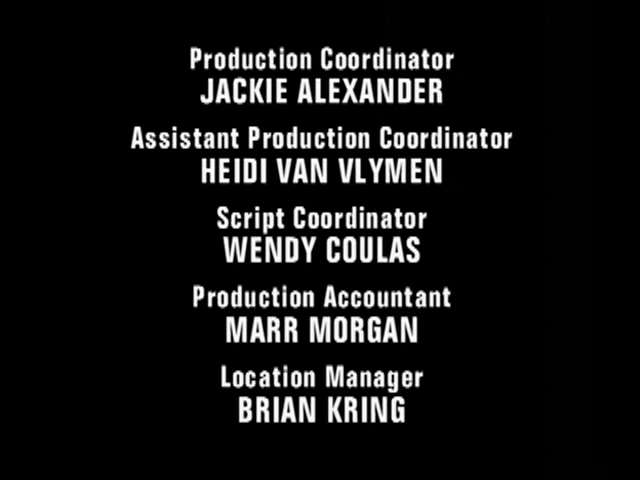 Production Coordinator
JACKIE ALEXANDER
Assistant Production Coordinator
HEIDI VAN VLYMEN
Script Coordinator
WENDY COULAS
Production Accountant
MARR MORGAN
Location Manager
BRIAN KRING